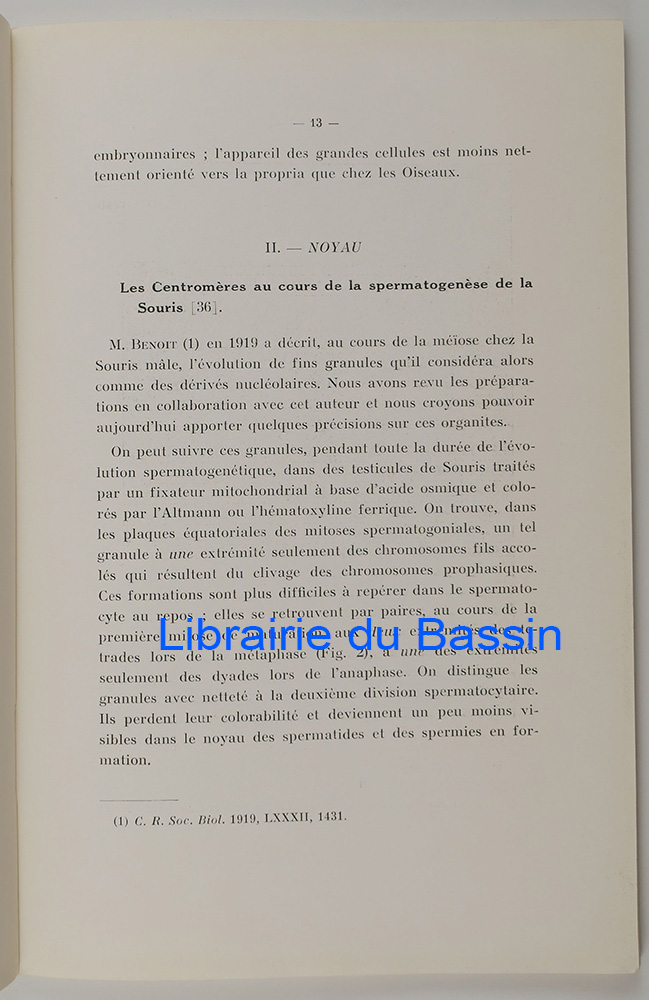 — 13 —
embryonnaires ; l'appareil des grandes cellules est moins net-
tement orienté vers la propria que chez les Oiseaux.
II. — NOYAU
Les Centromères au cours de la spermatogenèse de la
Souris [36].
M. Benoit (1) en 1919 a décrit, au cours de la méïose chez la
Souris mâle, l'évolution de fins granules qu'il considéra alors
comme des dérivés nucléolaires. Nous avons revu les prépara-
tions en collaboration avec cet auteur et nous croyons pouvoir
aujourd'hui apporter quelques précisions sur ces organites.
On peut suivre ces granules, pendant toute la durée de l'évo-
lution spermatogenétique, dans des testicules de Souris traités
par un fixateur mitochondrial à base d'acide osmique et colo-
rés par l'Altmann ou l'hématoxyline ferrique. On trouve, dans
les plaques équatoriales des mitoses spermatogoniales, un tel
granule à une extrémité seulement des chromosomes fils acco-
lés qui résultent du clivage des chromosomes prophasiques.
Ces formations sont plus difficiles à repérer dans le spermato-
cyte au repos ; elles se retrouvent par paires, au cours de la
première mitose de maturation, aux deux extrémités des té-
trades lors de la métaphase (Fig. 2), à une des extrémités
seulement des dyades lors de l'anaphase. On distingue les
granules avec netteté à la deuxième division spermatocytaire.
Ils perdent leur colorabilité et deviennent un peu moins vi-
sibles dans le noyau des spermatides et des spermies en for-
mation.
(1) C. R. Soc. Biol. 1919, LXXXII, 1431.
Librairie du Bassin